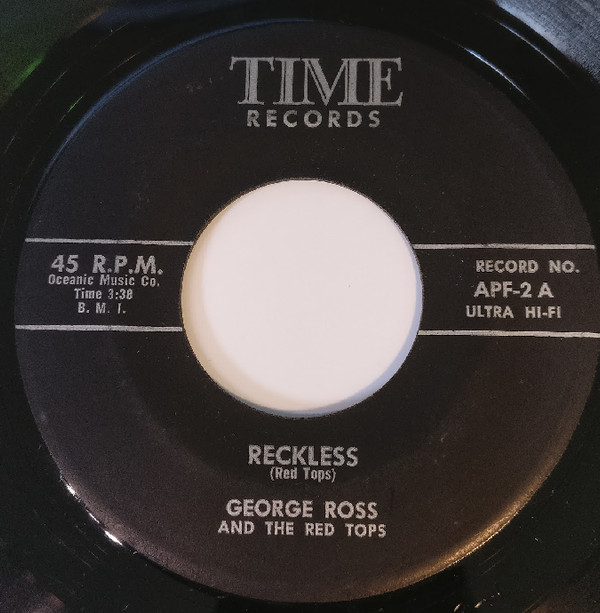 TIME
RECORDS
45 R.P.M.
Oceanic Music Co.
Time 3:38
B. M. I.
RECORD NO.
APF-2 A
ULTRA HI-FI
RECKLESS
(Red Tops)
GEORGE ROSS
AND THE RED TOPS